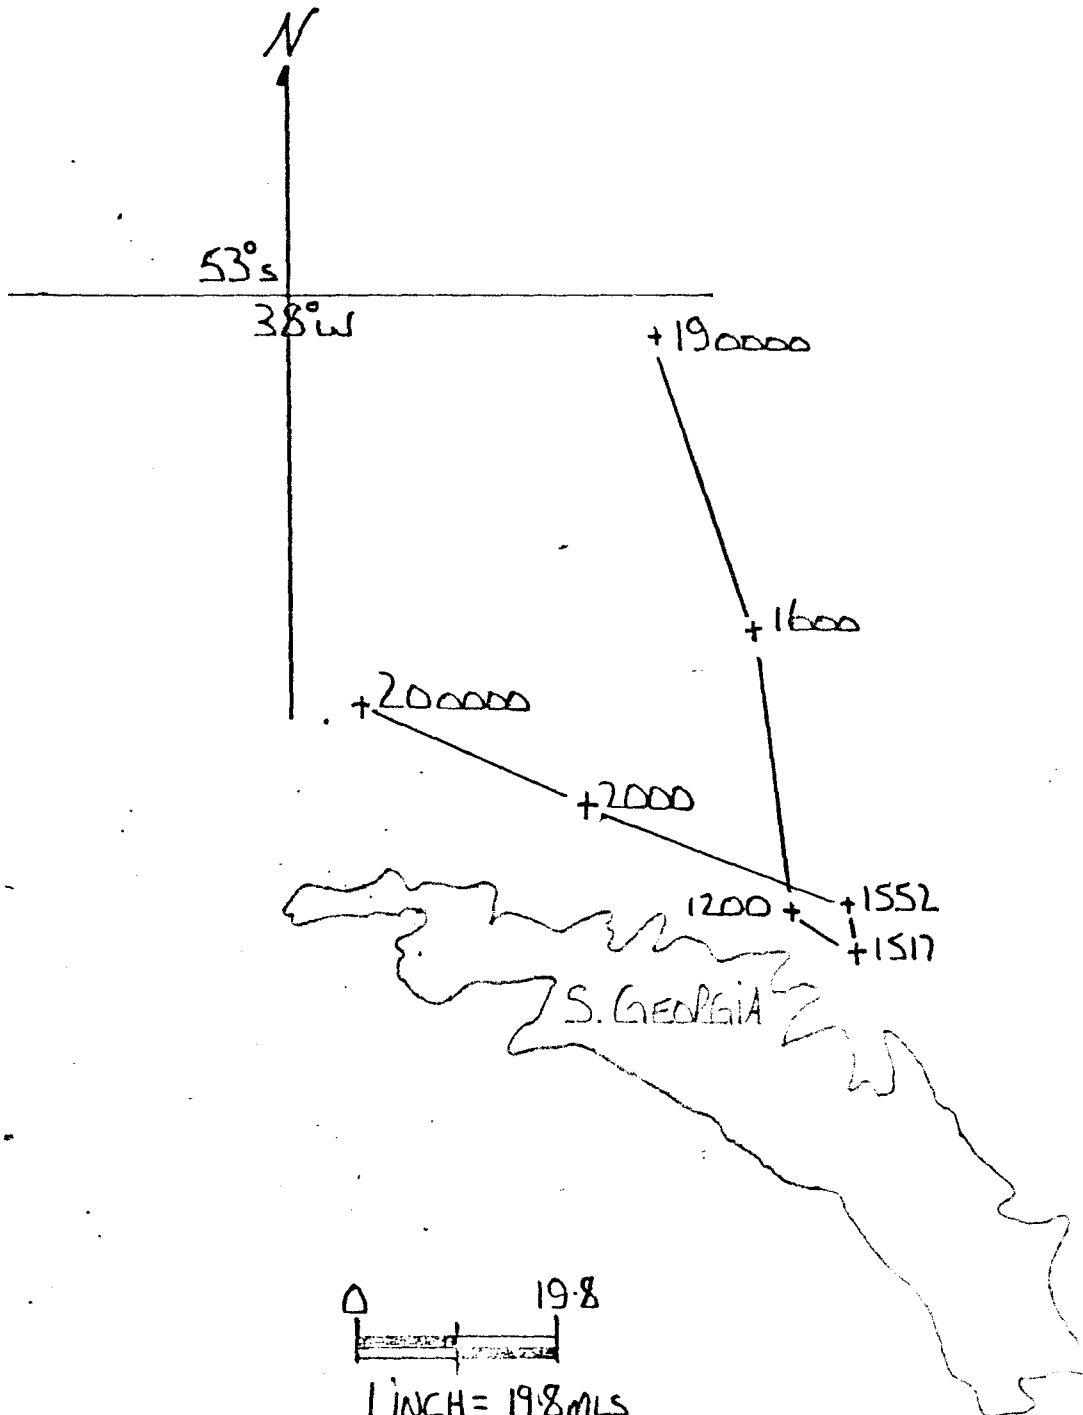 N
53°S
38°W
+190000
+1600
+200000
+2000
1200 +
+1552
+1517
S. GEORGIA
0 19.8
1 INCH = 19.8 MLS